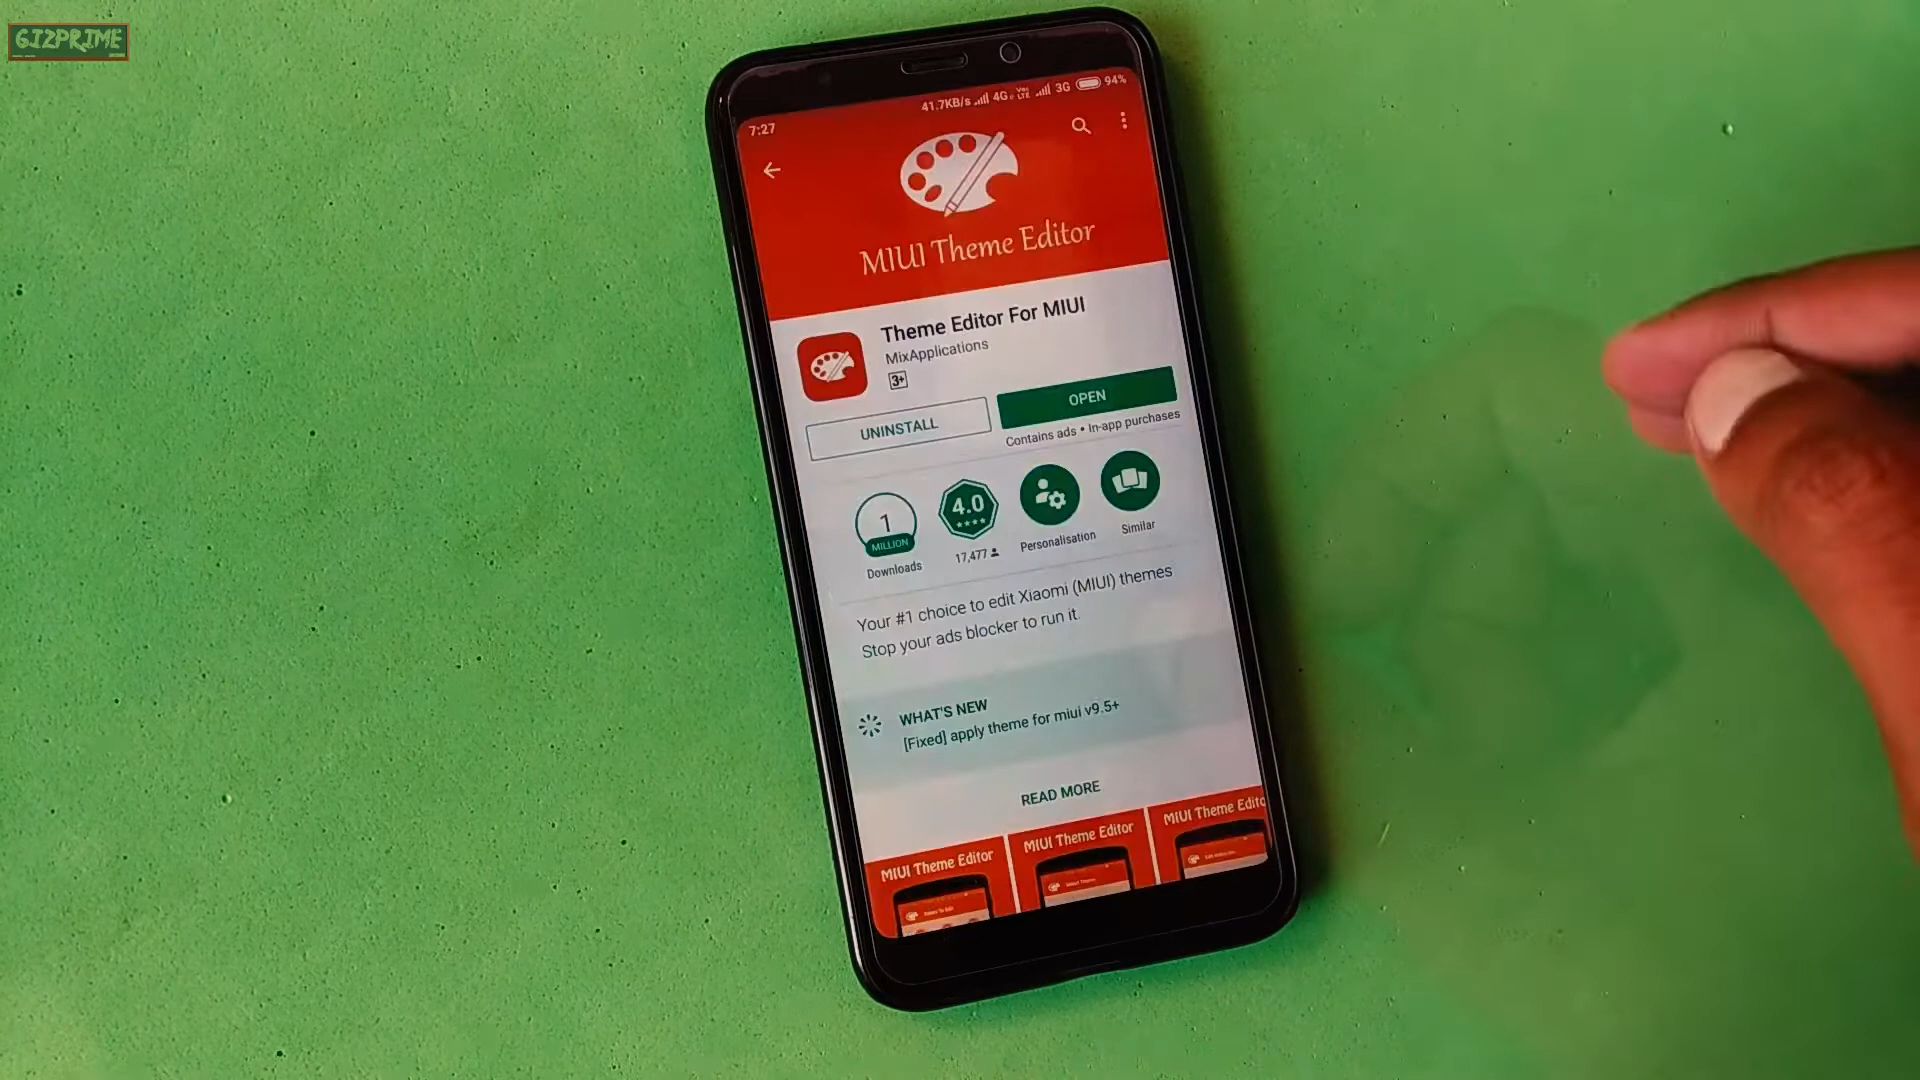 GIZPRIME
41.7KB/s 4G Vo LTE 3G 94%
7:27
MIUI Theme Editor
Theme Editor For MIUI
MixApplications
3+
UNINSTALL
OPEN
Contains ads • In-app purchases
1
MILLION
Downloads
4.0
17,477
Personalisation
Similar
Your #1 choice to edit Xiaomi (MIUI) themes
Stop your ads blocker to run it.
WHAT'S NEW
[Fixed] apply theme for miui v9.5+
READ MORE
MIUI Theme Editor
MIUI Theme Editor
MIUI Theme Edito